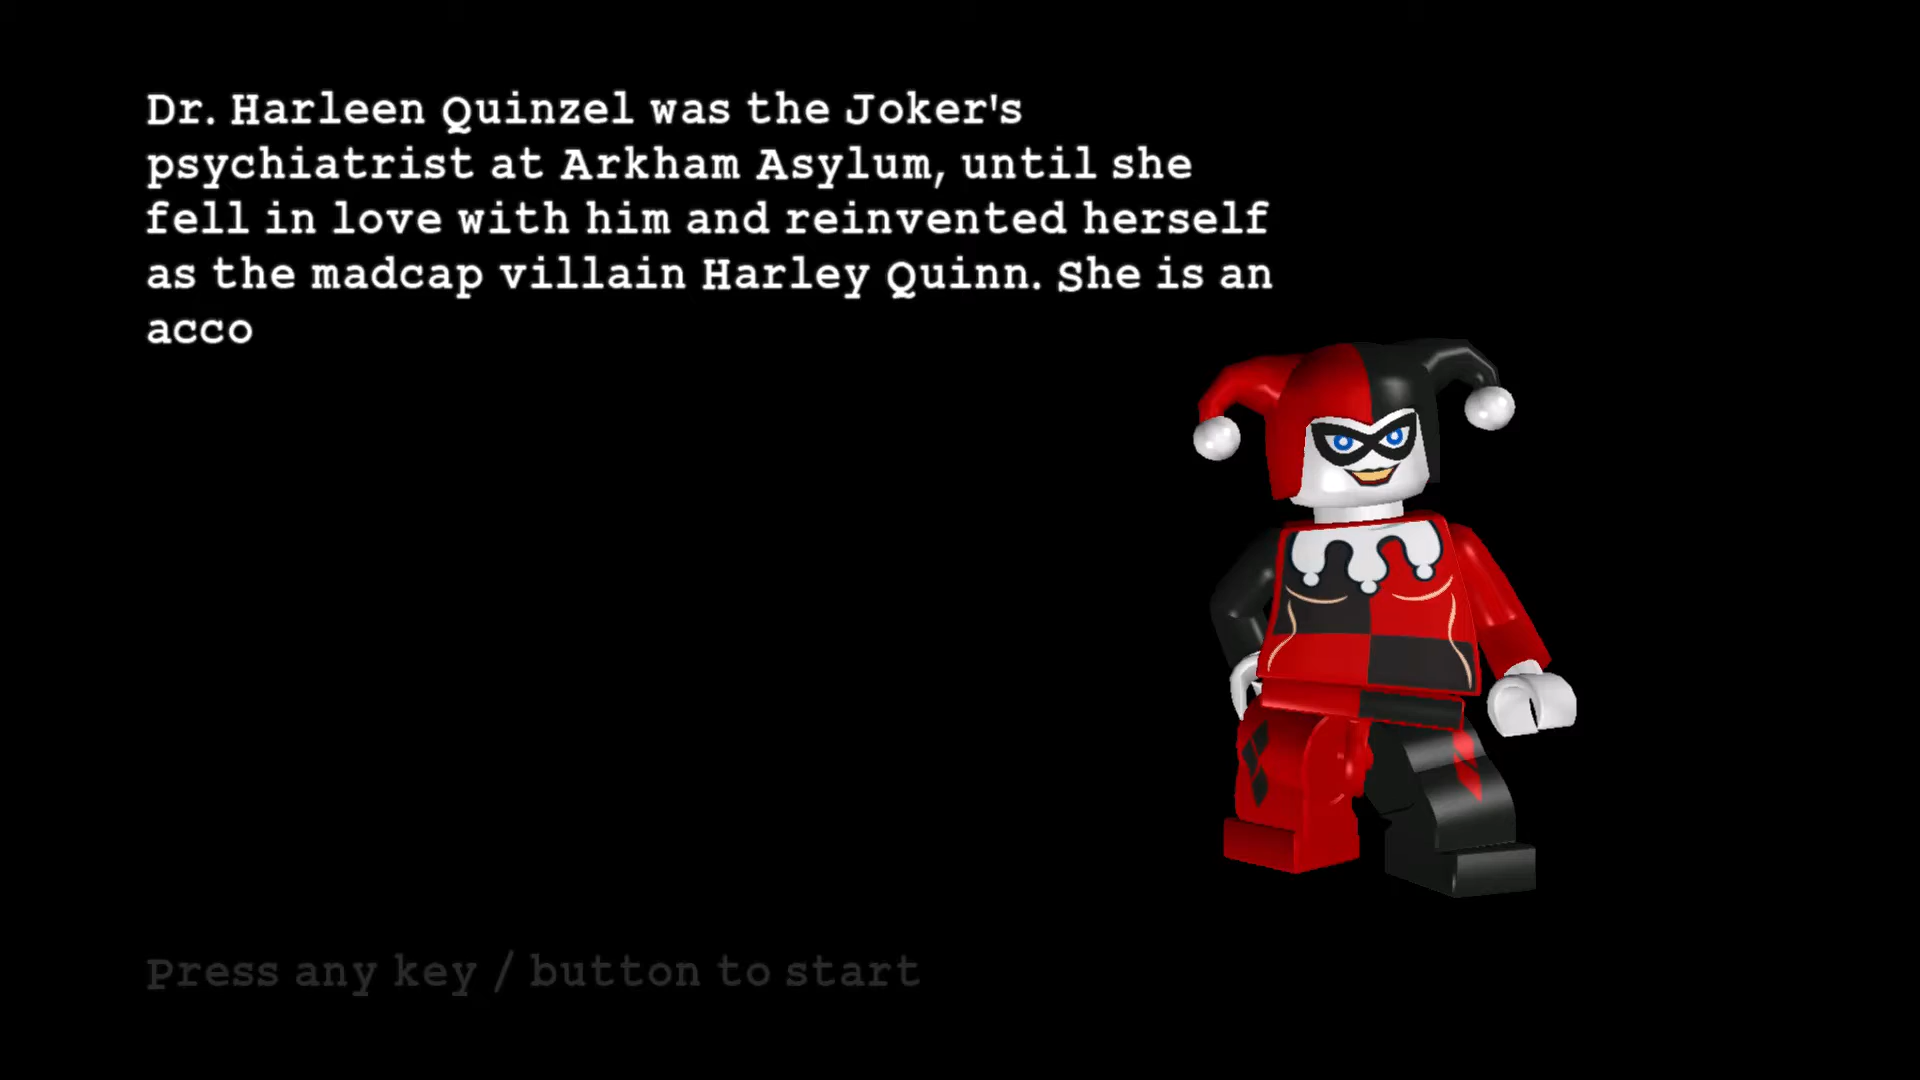 Dr. Harleen Quinzel was the Joker's
psychiatrist at Arkham Asylum, until she
fell in love with him and reinvented herself
as the madcap villain Harley Quinn. She is an
acco
Press any key / button to start